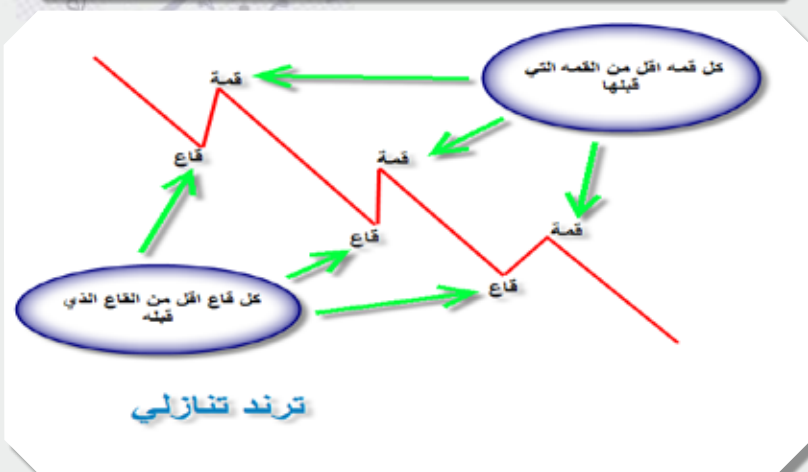 كل قمه اقل من القمه التي
قبلها
قمة
قاع
قمة
قاع
قمة
قاع
كل قاع اقل من القاع الذي
قبله
ترند تنازلي